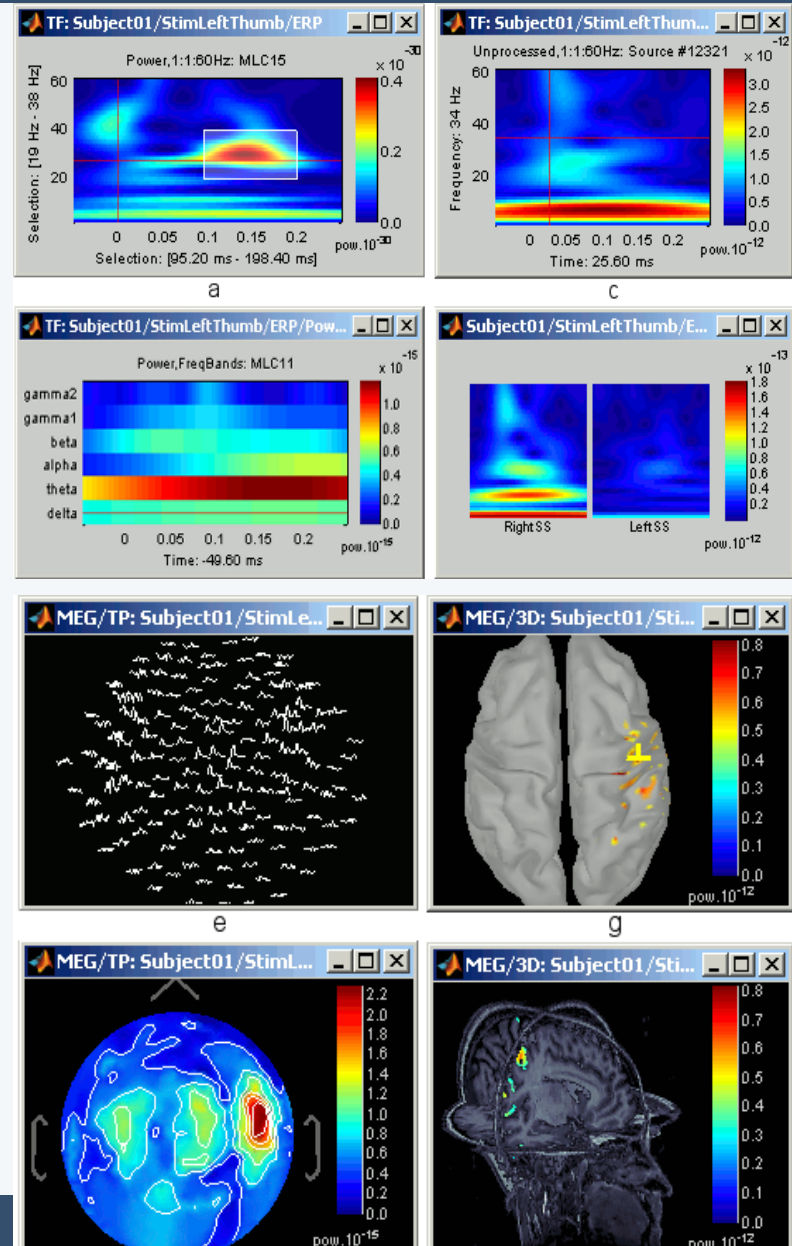 TF: Subject01/StimLeftThumb/ERP
Power,1:1:60Hz: MLC15
x 10
-30
0.4
0.2
0.0
60
40
20
Selection: [19 Hz - 38 Hz]
0 0.05 0.1 0.15 0.2
pow.10-30
Selection: [95.20 ms - 198.40 ms]
a
TF: Subject01/StimLeftThum...
Unprocessed,1:1:60Hz: Source #12321
x 10
-12
3.0
2.5
2.0
1.5
1.0
0.5
0.0
60
40
20
Frequency: 34 Hz
0 0.05 0.10 0.15 0.2
pow.10-12
Time: 25.60 ms
c
TF: Subject01/StimLeftThumb/ERP/Pow...
Power,FreqBands: MLC11
x 10
-15
1.0
0.8
0.6
0.4
0.2
0.0
gamma2
gamma1
beta
alpha
theta
delta
0 0.05 0.1 0.15 0.2
pow.10-15
Time: -49.60 ms
Subject01/StimLeftThumb/E...
x 10
-13
1.8
1.6
1.4
1.2
1.0
0.8
0.6
0.4
0.2
RightSS LeftSS
pow.10-12
MEG/TP: Subject01/StimLe...
e
MEG/3D: Subject01/Sti...
0.8
0.7
0.6
0.5
0.4
0.3
0.2
0.1
0.0
pow.10-12
g
MEG/TP: Subject01/StimL...
2.2
2.0
1.8
1.6
1.4
1.2
1.0
0.8
0.6
0.4
0.2
0.0
pow.10-15
MEG/3D: Subject01/Sti...
0.8
0.7
0.6
0.5
0.4
0.3
0.2
0.1
0.0
pow.10-12